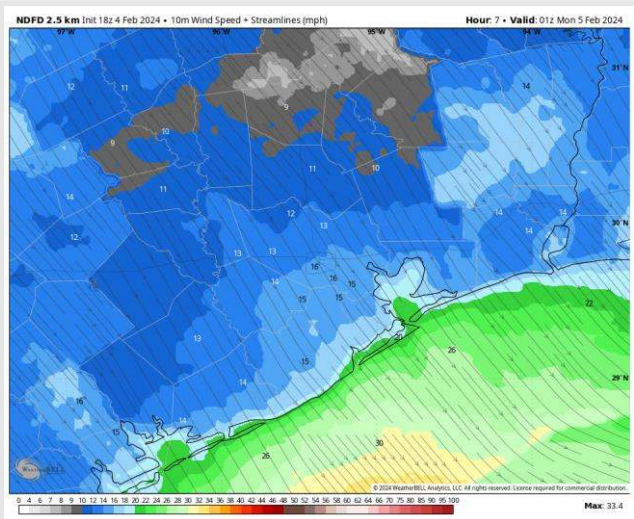 NDFD 2.5 km Init 18z 4 Feb 2024 • 10m Wind Speed + Streamlines (mph) Hour: 7 • Valid: 01z Mon 5 Feb 2024
97°W 96°W 95°W 94°W
31°N
12 11 14
9
9 10
10
11
11
14
12 14 14
30°N
13 14
12
13 13
16
14 16 15
15 15
22
20
13 26
15
29°N
14
16
14
15
30
26
WeatherBELL
© 2024 WeatherBELL Analytics, LLC. All rights reserved. License required for commercial distribution.
0 4 6 7 8 9 10 12 14 16 18 20 22 24 26 28 30 32 34 36 38 40 42 44 46 48 50 52 54 56 58 60 65 70 75 80 85 90 95 100
Max: 33.4